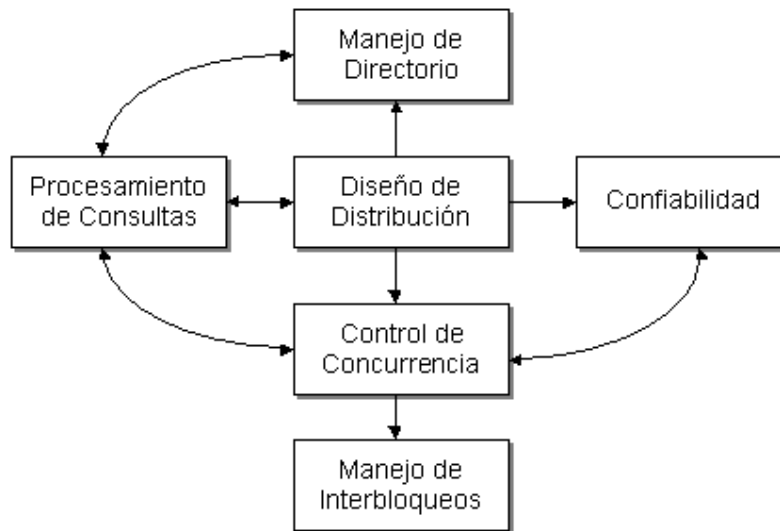 Manejo de
Directorio
Procesamiento
de Consultas
Diseño de
Distribución
Confiabilidad
Control de
Concurrencia
Manejo de
Interbloqueos